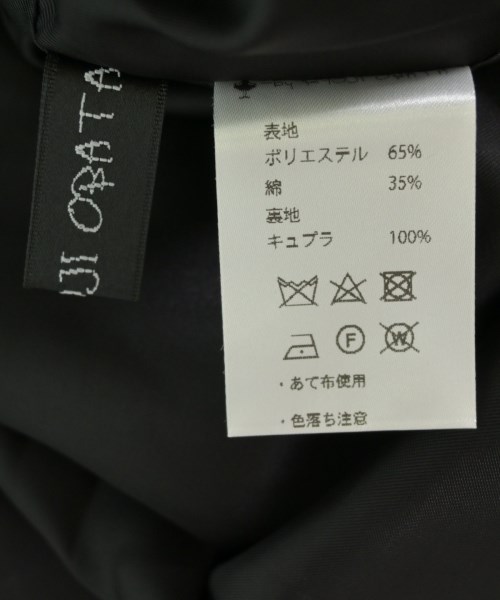 UJI OBATA
表地
ポリエステル 65%
綿 35%
裏地
キュプラ 100%
F
W
・あて布使用
・色落ち注意